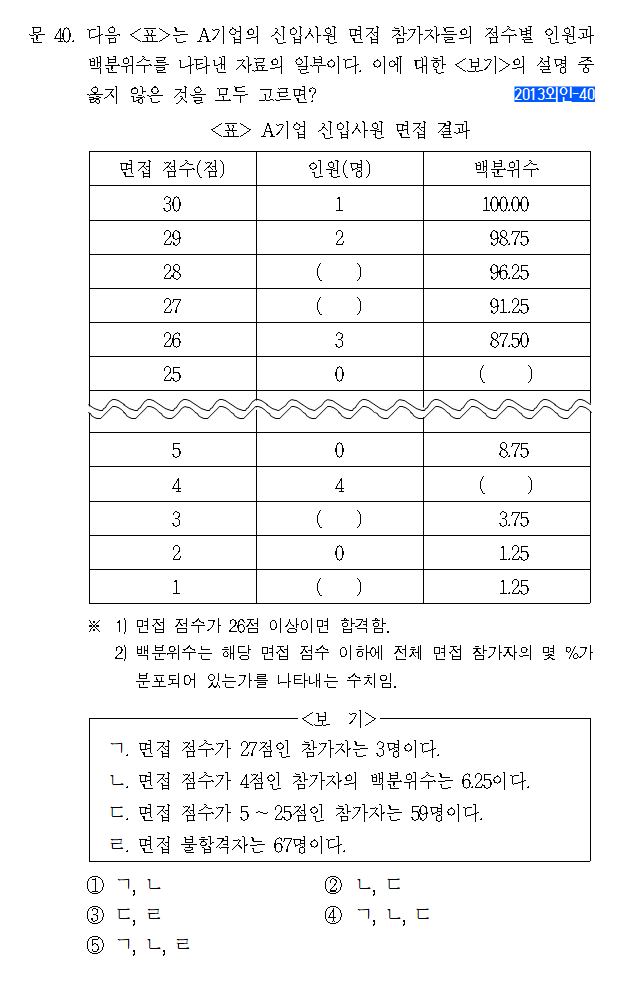 문 40. 다음 <표>는 A기업의 신입사원 면접 참가자들의 점수별 인원과
백분위수를 나타낸 자료의 일부이다. 이에 대한 <보기>의 설명 중
옳지 않은 것을 모두 고르면? 2013외인-40
<표> A기업 신입사원 면접 결과
면접 점수(점) 인원(명) 백분위수
30 1 100.00
29 2 98.75
28 ( ) 96.25
27 ( ) 91.25
26 3 87.50
25 0 ( )
5 0 8.75
4 4 ( )
3 ( ) 3.75
2 0 1.25
1 ( ) 1.25
※ 1) 면접 점수가 26점 이상이면 합격함.
2) 백분위수는 해당 면접 점수 이하에 전체 면접 참가자의 몇 %가
분포되어 있는가를 나타내는 수치임.
<보 기>
ㄱ. 면접 점수가 27점인 참가자는 3명이다.
ㄴ. 면접 점수가 4점인 참가자의 백분위수는 6.25이다.
ㄷ. 면접 점수가 5 ~ 25점인 참가자는 59명이다.
ㄹ. 면접 불합격자는 67명이다.
① ㄱ, ㄴ ② ㄴ, ㄷ
③ ㄷ, ㄹ ④ ㄱ, ㄴ, ㄷ
⑤ ㄱ, ㄴ, ㄹ